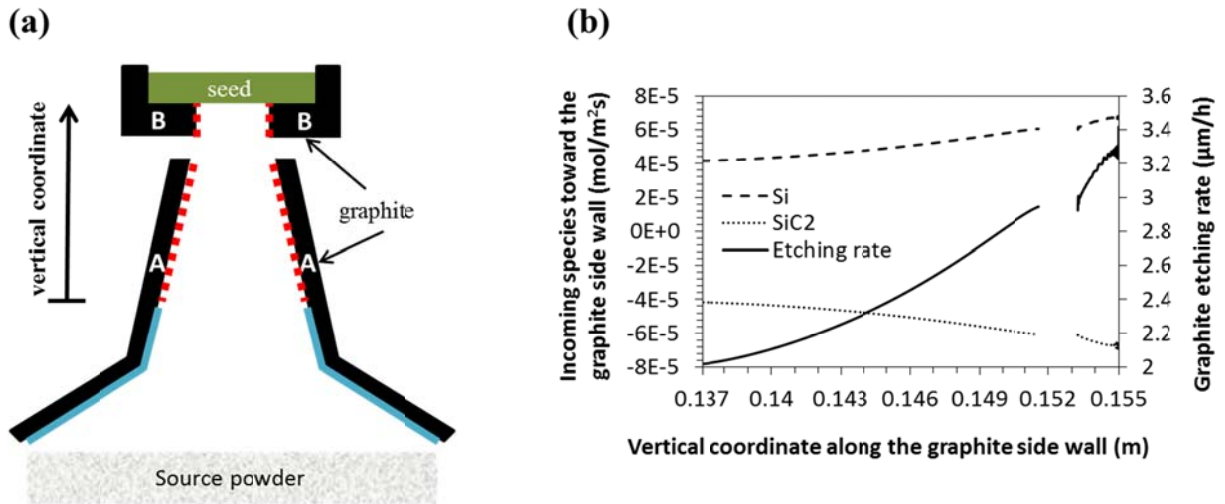 (a)
seed
B
B
vertical coordinate
graphite
A
A
Source powder
(b)
Incoming species toward the
graphite side wall (mol/m²s)
8E-5
6E-5
4E-5
2E-5
0E+0
-2E-5
-4E-5
-6E-5
-8E-5
Si
SiC2
Etching rate
3.6
3.4
3.2
3
2.8
2.6
2.4
2.2
2
Graphite etching rate (µm/h)
0.137 0.14 0.143 0.146 0.149 0.152 0.155
Vertical coordinate along the graphite side wall (m)